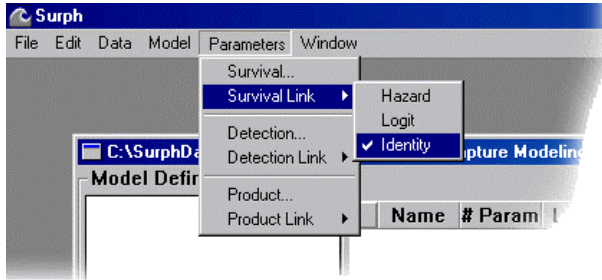 Surph
File Edit Data Model Parameters Window
Survival...
Survival Link
Hazard
Logit
Identity
Detection...
Detection Link
Product...
Product Link
C:\SurphDa
pture Modeling
Model Defin
Name # Param